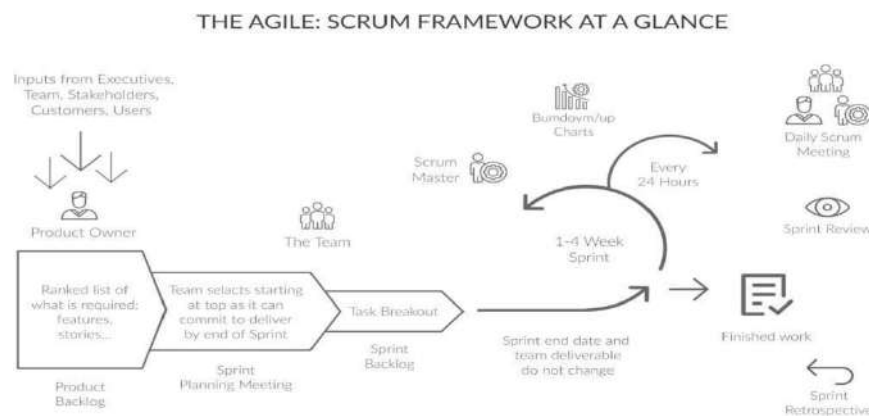 THE AGILE: SCRUM FRAMEWORK AT A GLANCE
Inputs from Executives,
Team, Stakeholders,
Customers, Users
Product Owner
The Team
Scrum
Master
Bumdovm/up
Charts
Every
24 Hours
Daily Scrum
Meeting
1-4 Week
Sprint
Sprint Review
Ranked list of
what is required:
features,
stories...
Team selacts starting
at top as it can
commit to deliver
by end of Sprint
Task Breakout
Product
Backlog
Sprint
Planning Meeting
Sprint
Backlog
Sprint end date and
team deliverable
do not change
Finished work
Sprint
Retrospective